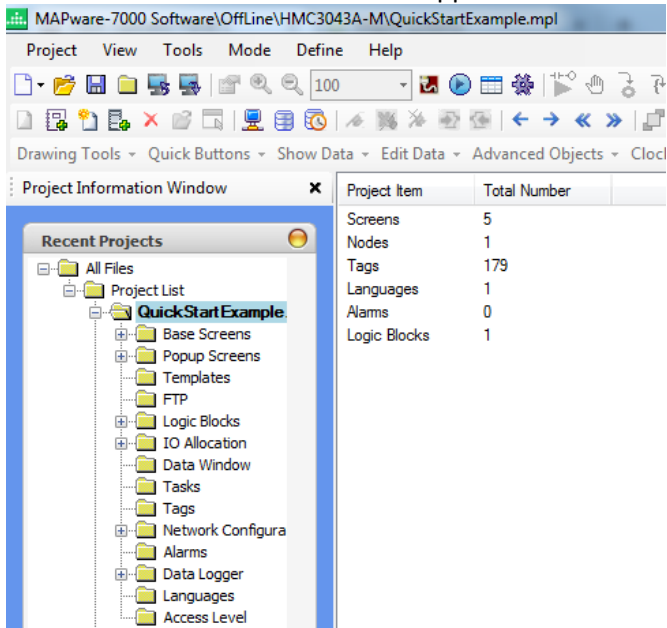 MAPware-7000 Software\OffLine\HMC3043A-M\QuickStartExample.mpl
Project View Tools Mode Define Help
100
Drawing Tools Quick Buttons Show Data Edit Data Advanced Objects Clock
Project Information Window
Project Item Total Number
Recent Projects
All Files
Project List
QuickStartExample.
Base Screens
Popup Screens
Templates
FTP
Logic Blocks
IO Allocation
Data Window
Tasks
Tags
Network Configura
Alarms
Data Logger
Languages
Access Level
Screens 5
Nodes 1
Tags 179
Languages 1
Alarms 0
Logic Blocks 1